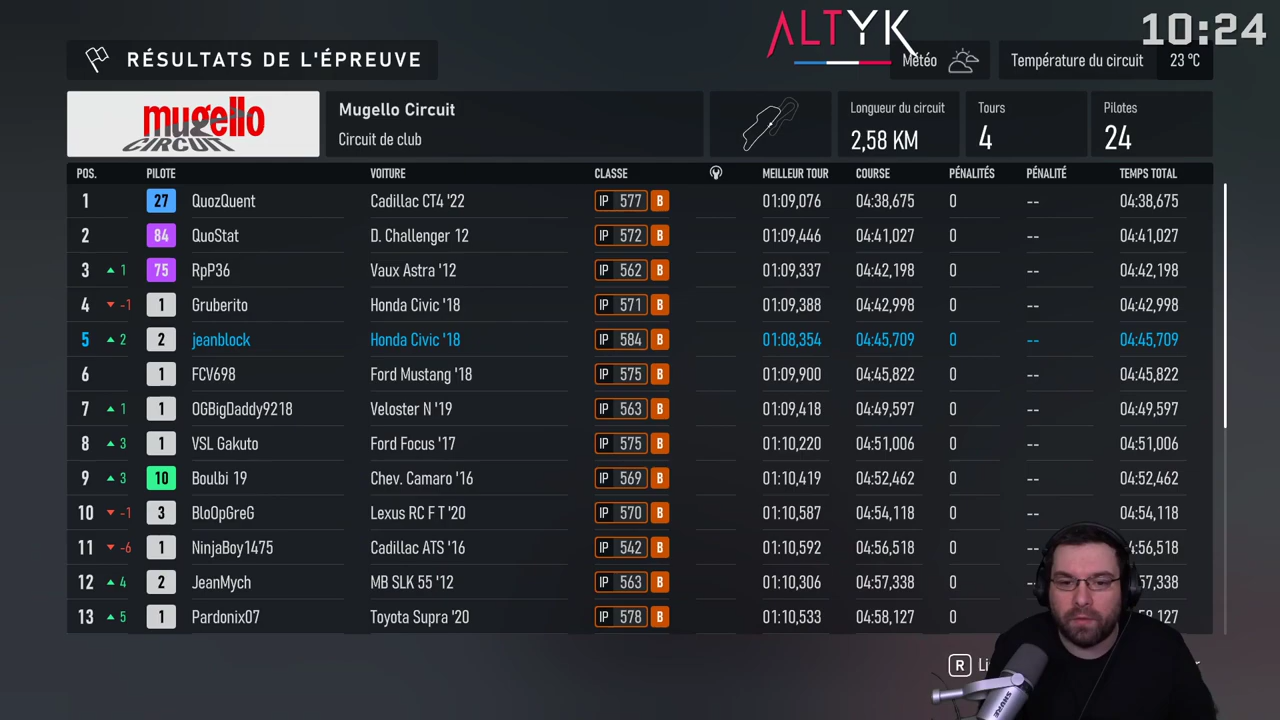 ALTYK
10:24
RÉSULTATS DE L'ÉPREUVE
Météo
Température du circuit 23 °C
mugello
CIRCUIT
Mugello Circuit
Circuit de club
Longueur du circuit
2,58 KM
Tours
4
Pilotes
24
POS. PILOTE VOITURE CLASSE MEILLEUR TOUR COURSE PÉNALITÉS PÉNALITÉ TEMPS TOTAL
1 27 QuozQuent Cadillac CT4 '22 IP 577 B 01:09,076 04:38,675 0 -- 04:38,675
2 84 QuoStat D. Challenger 12 IP 572 B 01:09,446 04:41,027 0 -- 04:41,027
3 1 75 RpP36 Vaux Astra '12 IP 562 B 01:09,337 04:42,198 0 -- 04:42,198
4 -1 1 Gruberito Honda Civic '18 IP 571 B 01:09,388 04:42,998 0 -- 04:42,998
5 2 2 jeanblock Honda Civic '18 IP 584 B 01:08,354 04:45,709 0 -- 04:45,709
6 1 FCV698 Ford Mustang '18 IP 575 B 01:09,900 04:45,822 0 -- 04:45,822
7 1 1 OGBigDaddy9218 Veloster N '19 IP 563 B 01:09,418 04:49,597 0 -- 04:49,597
8 3 1 VSL Gakuto Ford Focus '17 IP 575 B 01:10,220 04:51,006 0 -- 04:51,006
9 3 10 Boulbi 19 Chev. Camaro '16 IP 569 B 01:10,419 04:52,462 0 -- 04:52,462
10 -1 3 BloOpGreG Lexus RC F T '20 IP 570 B 01:10,587 04:54,118 0 -- 04:54,118
11 -6 1 NinjaBoy1475 Cadillac ATS '16 IP 542 B 01:10,592 04:56,518 0 -- :56,518
12 4 2 JeanMych MB SLK 55 '12 IP 563 B 01:10,306 04:57,338 0 57,338
13 5 1 Pardonix07 Toyota Supra '20 IP 578 B 01:10,533 04:58,127 0 ,127
R
SHURE